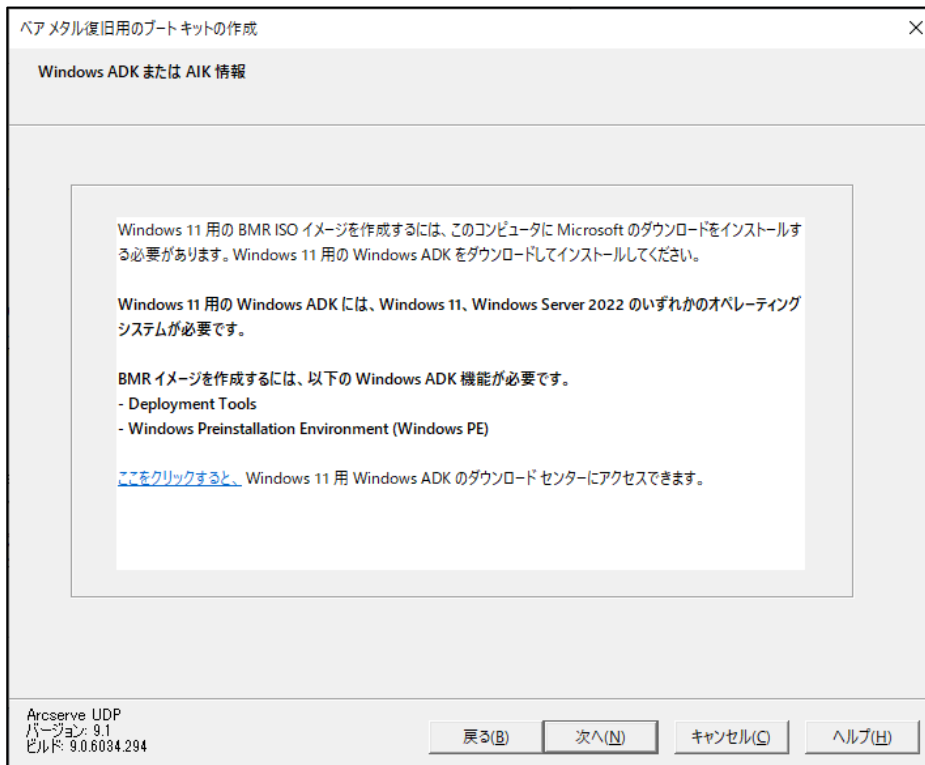 ベア メタル復旧用のブート キットの作成
Windows ADK または AIK 情報
Windows 11 用の BMR ISO イメージを作成するには、このコンピュータに Microsoft のダウンロードをインストールす
る必要があります。Windows 11 用の Windows ADK をダウンロードしてインストールしてください。
Windows 11 用の Windows ADK には、Windows 11、Windows Server 2022 のいずれかのオペレーティング
システムが必要です。
BMR イメージを作成するには、以下の Windows ADK 機能が必要です。
- Deployment Tools
- Windows Preinstallation Environment (Windows PE)
ここをクリックすると、 Windows 11 用 Windows ADK のダウンロード センターにアクセスできます。
Arcserve UDP
バージョン: 9.1
ビルド: 9.0.6034.294
戻る(B) 次へ(N) キャンセル(C) ヘルプ(H)